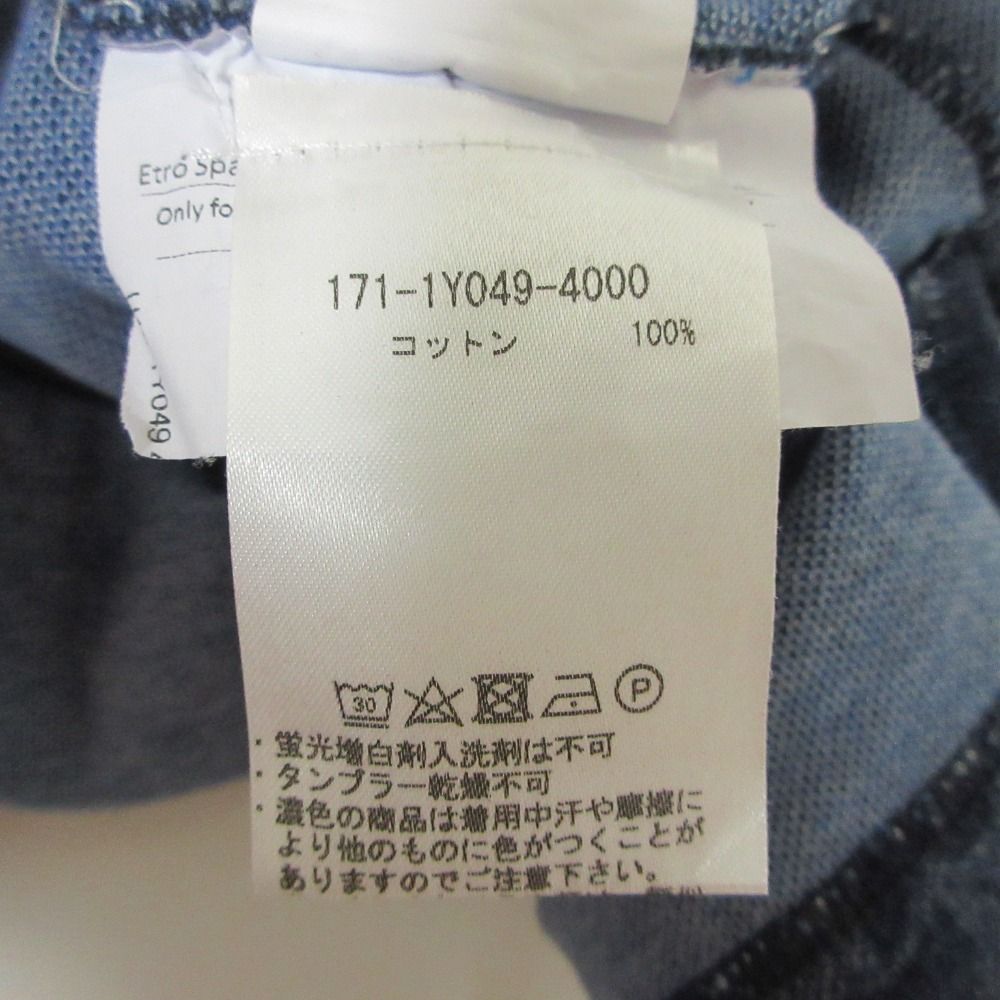 Etro Spa
Only fo
1Y049 4
171-1Y049-4000
コットン 100%
30
P
・蛍光増白剤入洗剤は不可
・タンブラー乾燥不可
・濃色の商品は着用中汗や摩擦に
より他のものに色がつくことが
ありますのでご注意下さい。